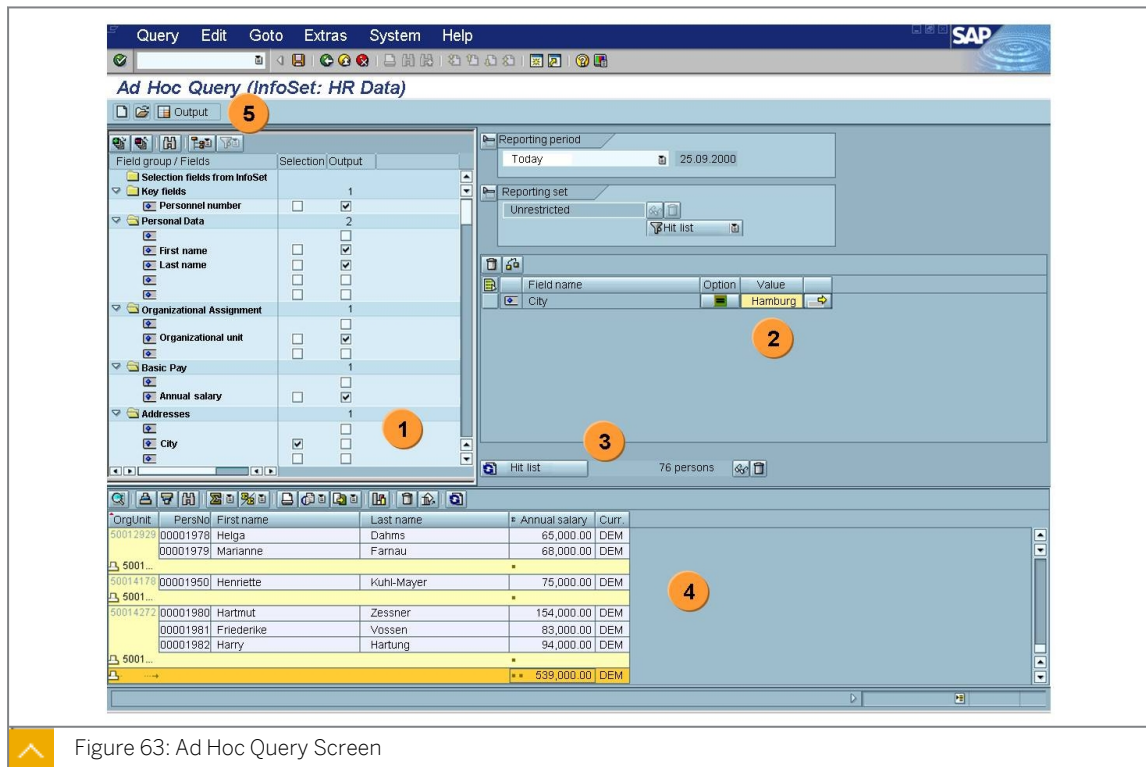 Query Edit Goto Extras System Help
SAP
Ad Hoc Query (InfoSet: HR Data)
Output
5
Field group / Fields Selection Output
Selection fields from InfoSet
Key fields 1
Personnel number
Personal Data 2
First name
Last name
Organizational Assignment 1
Organizational unit
Basic Pay 1
Annual salary
Addresses 1
City
1
Reporting period
Today 25.09.2000
Reporting set
Unrestricted
Hit list
Field name Option Value
City = Hamburg
2
3
Hit list 76 persons
OrgUnit PersNo First name Last name Annual salary Curr.
50012929 00001978 Helga Dahms 65,000.00 DEM
00001979 Marianne Farnau 68,000.00 DEM
5001...
50014178 00001950 Henriette Kuhl-Mayer 75,000.00 DEM
5001...
50014272 00001980 Hartmut Zessner 154,000.00 DEM
00001981 Friederike Vossen 83,000.00 DEM
00001982 Harry Hartung 94,000.00 DEM
5001...
539,000.00 DEM
4
Figure 63: Ad Hoc Query Screen